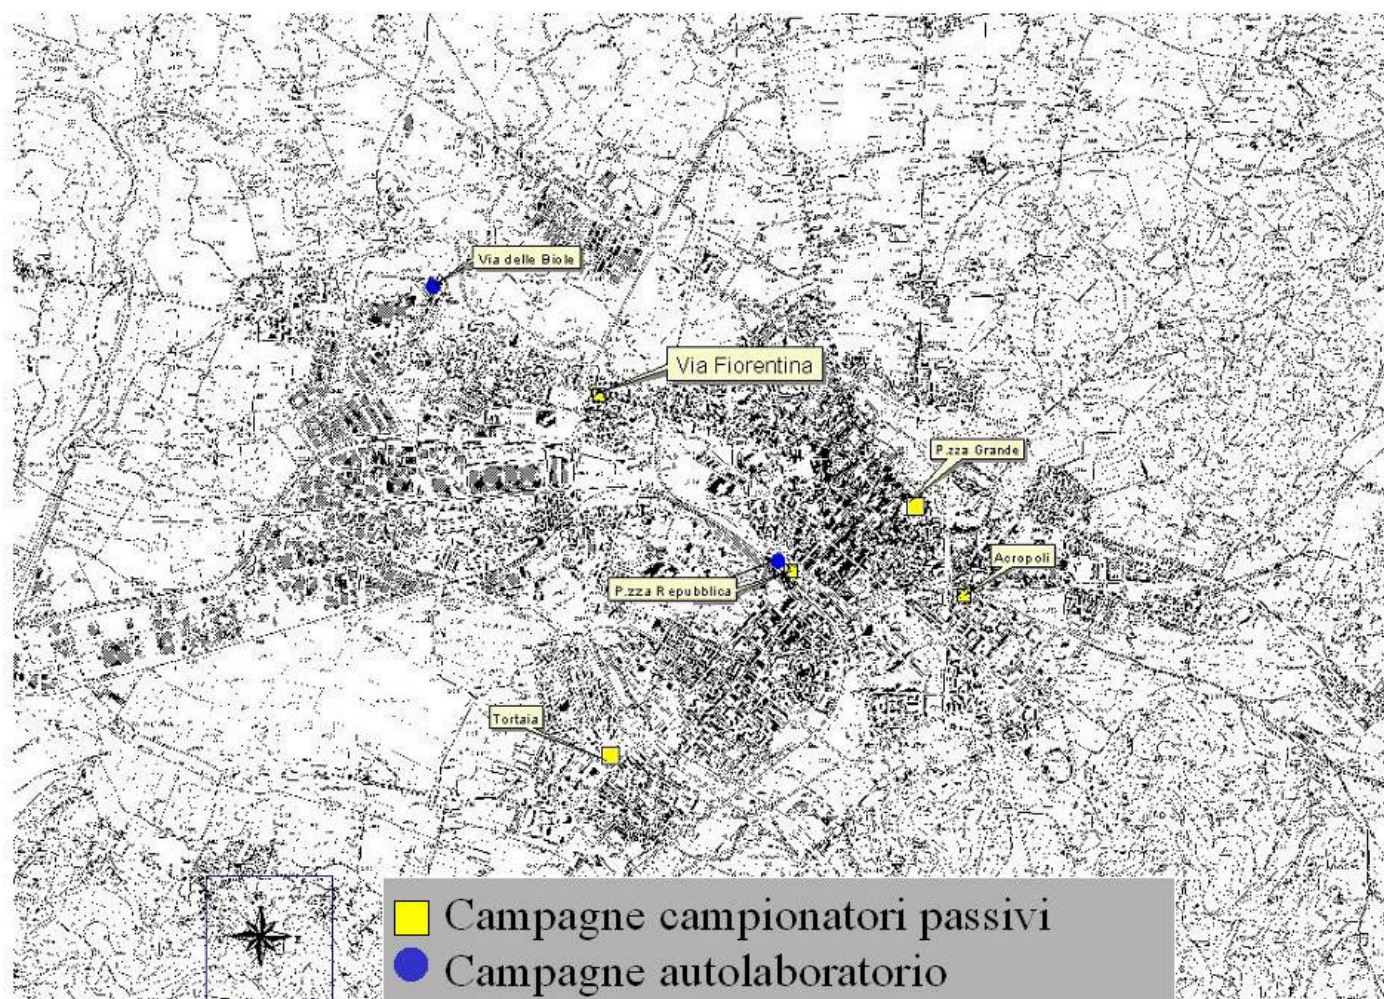 Via delle Biole
Via Fiorentina
P.zza Grande
Acropoli
P.zza Repubblica
Tortaia
Campagne campionatori passivi
Campagne autolaboratorio